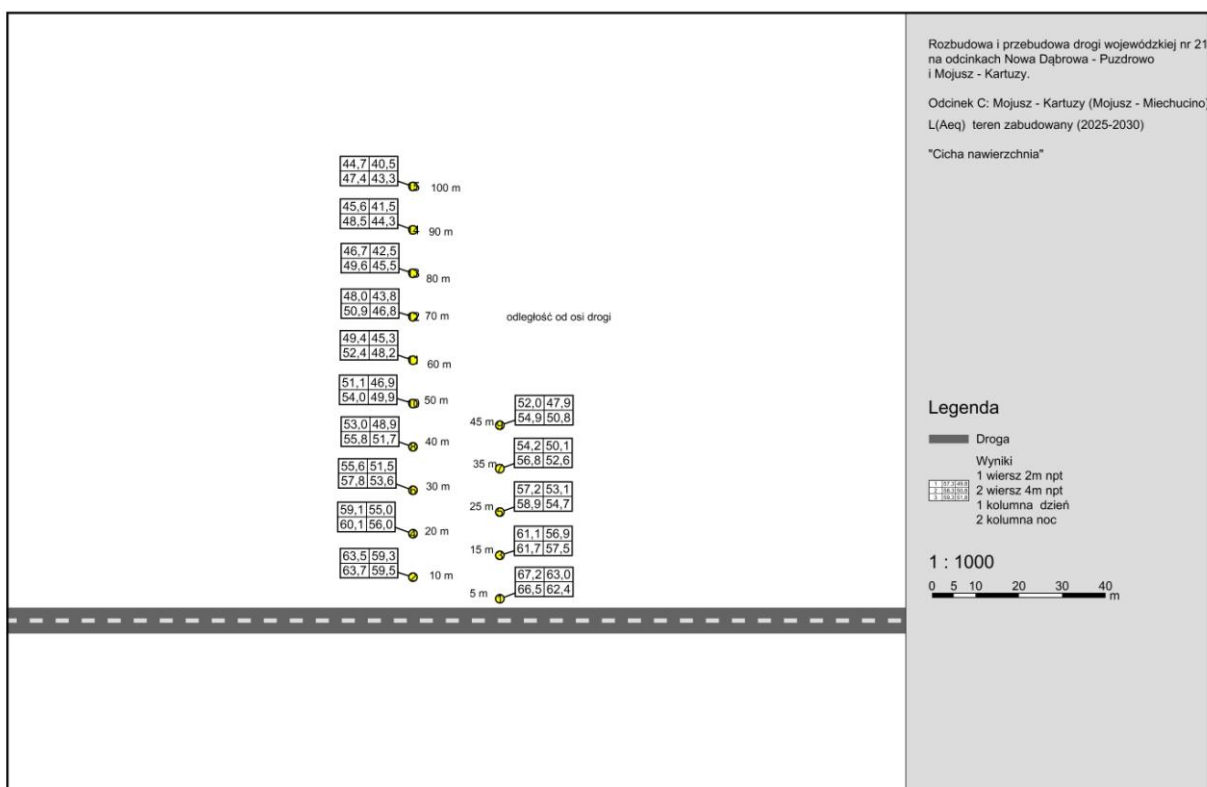 Rozbudowa i przebudowa drogi wojewódzkiej nr 21
na odcinkach Nowa Dąbrowa - Puzdrowo
i Mojusz - Kartuzy.
Odcinek C: Mojusz - Kartuzy (Mojusz - Miechucino)
L(Aeq) teren zabudowany (2025-2030)
"Cicha nawierzchnia"
44,7 40,5
47,4 43,3
100 m
45,6 41,5
48,5 44,3
90 m
46,7 42,5
49,6 45,5
80 m
48,0 43,8
50,9 46,8
70 m
odległość od osi drogi
49,4 45,3
52,4 48,2
60 m
51,1 46,9
54,0 49,9
50 m
52,0 47,9
54,9 50,8
45 m
53,0 48,9
55,8 51,7
40 m
54,2 50,1
56,8 52,6
35 m
55,6 51,5
57,8 53,6
30 m
57,2 53,1
58,9 54,7
25 m
59,1 55,0
60,1 56,0
20 m
61,1 56,9
61,7 57,5
15 m
63,5 59,3
63,7 59,5
10 m
67,2 63,0
66,5 62,4
5 m
Legenda
Droga
Wyniki
1 wiersz 2m npt
2 wiersz 4m npt
1 kolumna dzień
2 kolumna noc
1 : 1000
0 5 10 20 30 40
m